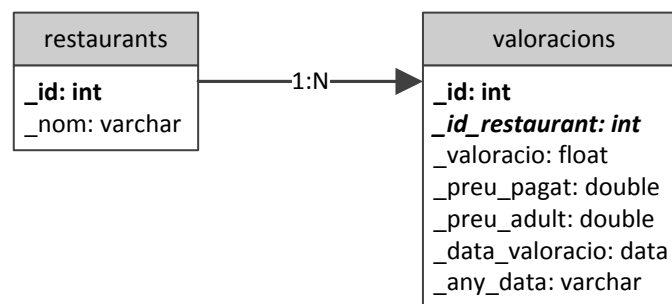 restaurants
_id: int
_nom: varchar
1:N
valoracions
_id: int
_id_restaurant: int
_valoracio: float
_preu_pagat: double
_preu_adult: double
_data_valoracio: data
_any_data: varchar